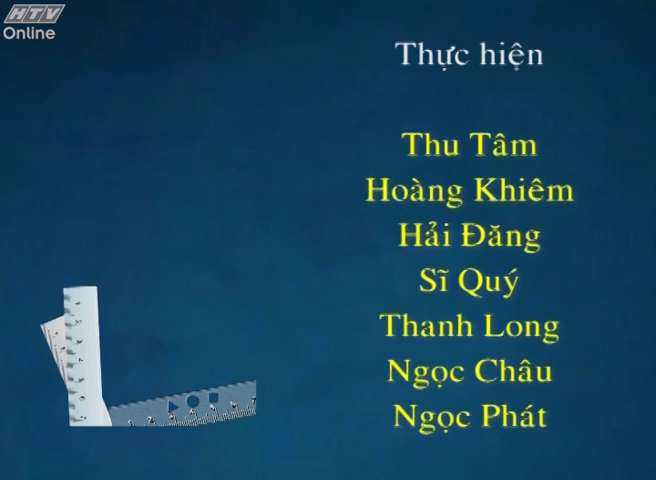 HTV
Online
Thực hiện
Thu Tâm
Hoàng Khiêm
Hải Đăng
Sĩ Quý
Thanh Long
Ngọc Châu
Ngọc Phát